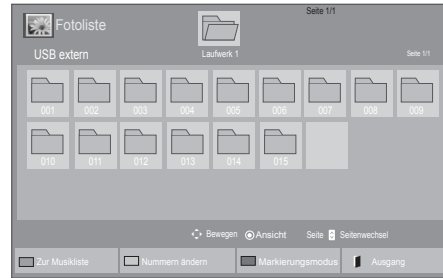 Seite 1/1
Fotoliste
USB extern
Laufwerk 1
Seite 1/1
001 002 003 004 005 006 007 008 009
010 011 012 013 014 015
Bewegen Ansicht Seite Seitenwechsel
Zur Musikliste Nummern ändern Markierungsmodus Ausgang